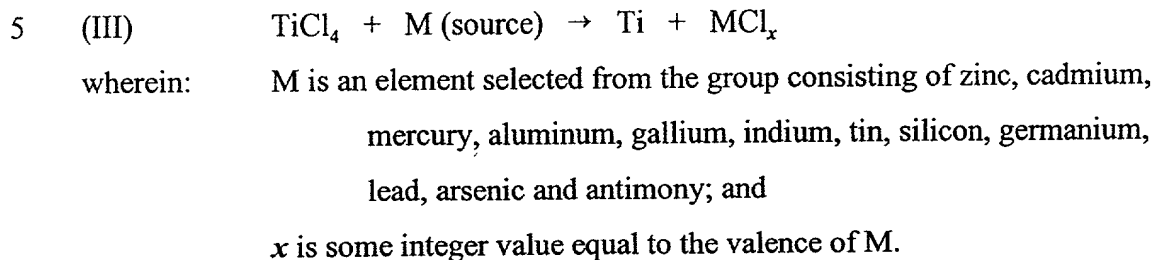 5 (III) TiCl₄ + M (source) → Ti + MClₓ
wherein: M is an element selected from the group consisting of zinc, cadmium,
mercury, aluminum, gallium, indium, tin, silicon, germanium,
lead, arsenic and antimony; and
x is some integer value equal to the valence of M.